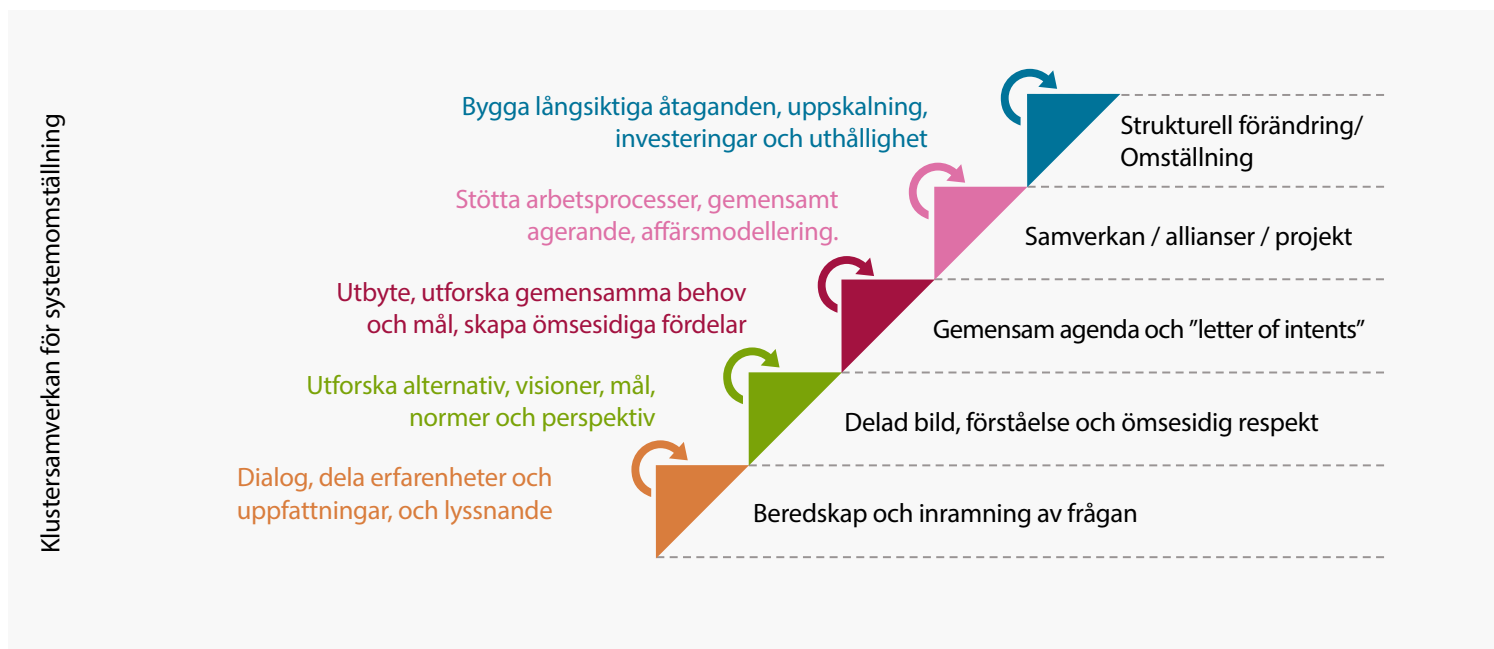 Klustersamverkan för systemomställning
Bygga långsiktiga åtaganden, uppskalning,
investeringar och uthållighet
Strukturell förändring/
Omställning
Stötta arbetsprocesser, gemensamt
agerande, affärsmodellering.
Samverkan / allianser / projekt
Utbyte, utforska gemensamma behov
och mål, skapa ömsesidiga fördelar
Gemensam agenda och ”letter of intents”
Utforska alternativ, visioner, mål,
normer och perspektiv
Delad bild, förståelse och ömsesidig respekt
Dialog, dela erfarenheter och
uppfattningar, och lyssnande
Beredskap och inramning av frågan